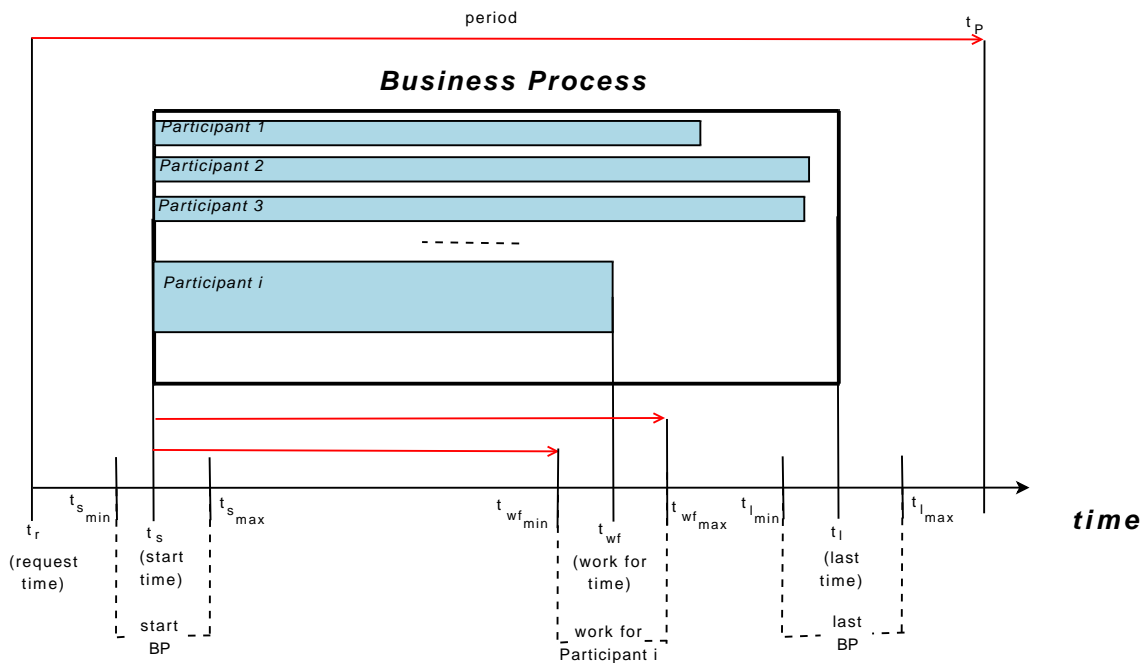 period
t_P
Business Process
Participant 1
Participant 2
Participant 3
Participant i
t_s_min
t_s_max
t_wf_min
t_wf_max
t_l_min
t_l_max
time
t_r
(request
time)
t_s
(start
time)
t_wf
(work for
time)
t_l
(last
time)
start
BP
work for
Participant i
last
BP